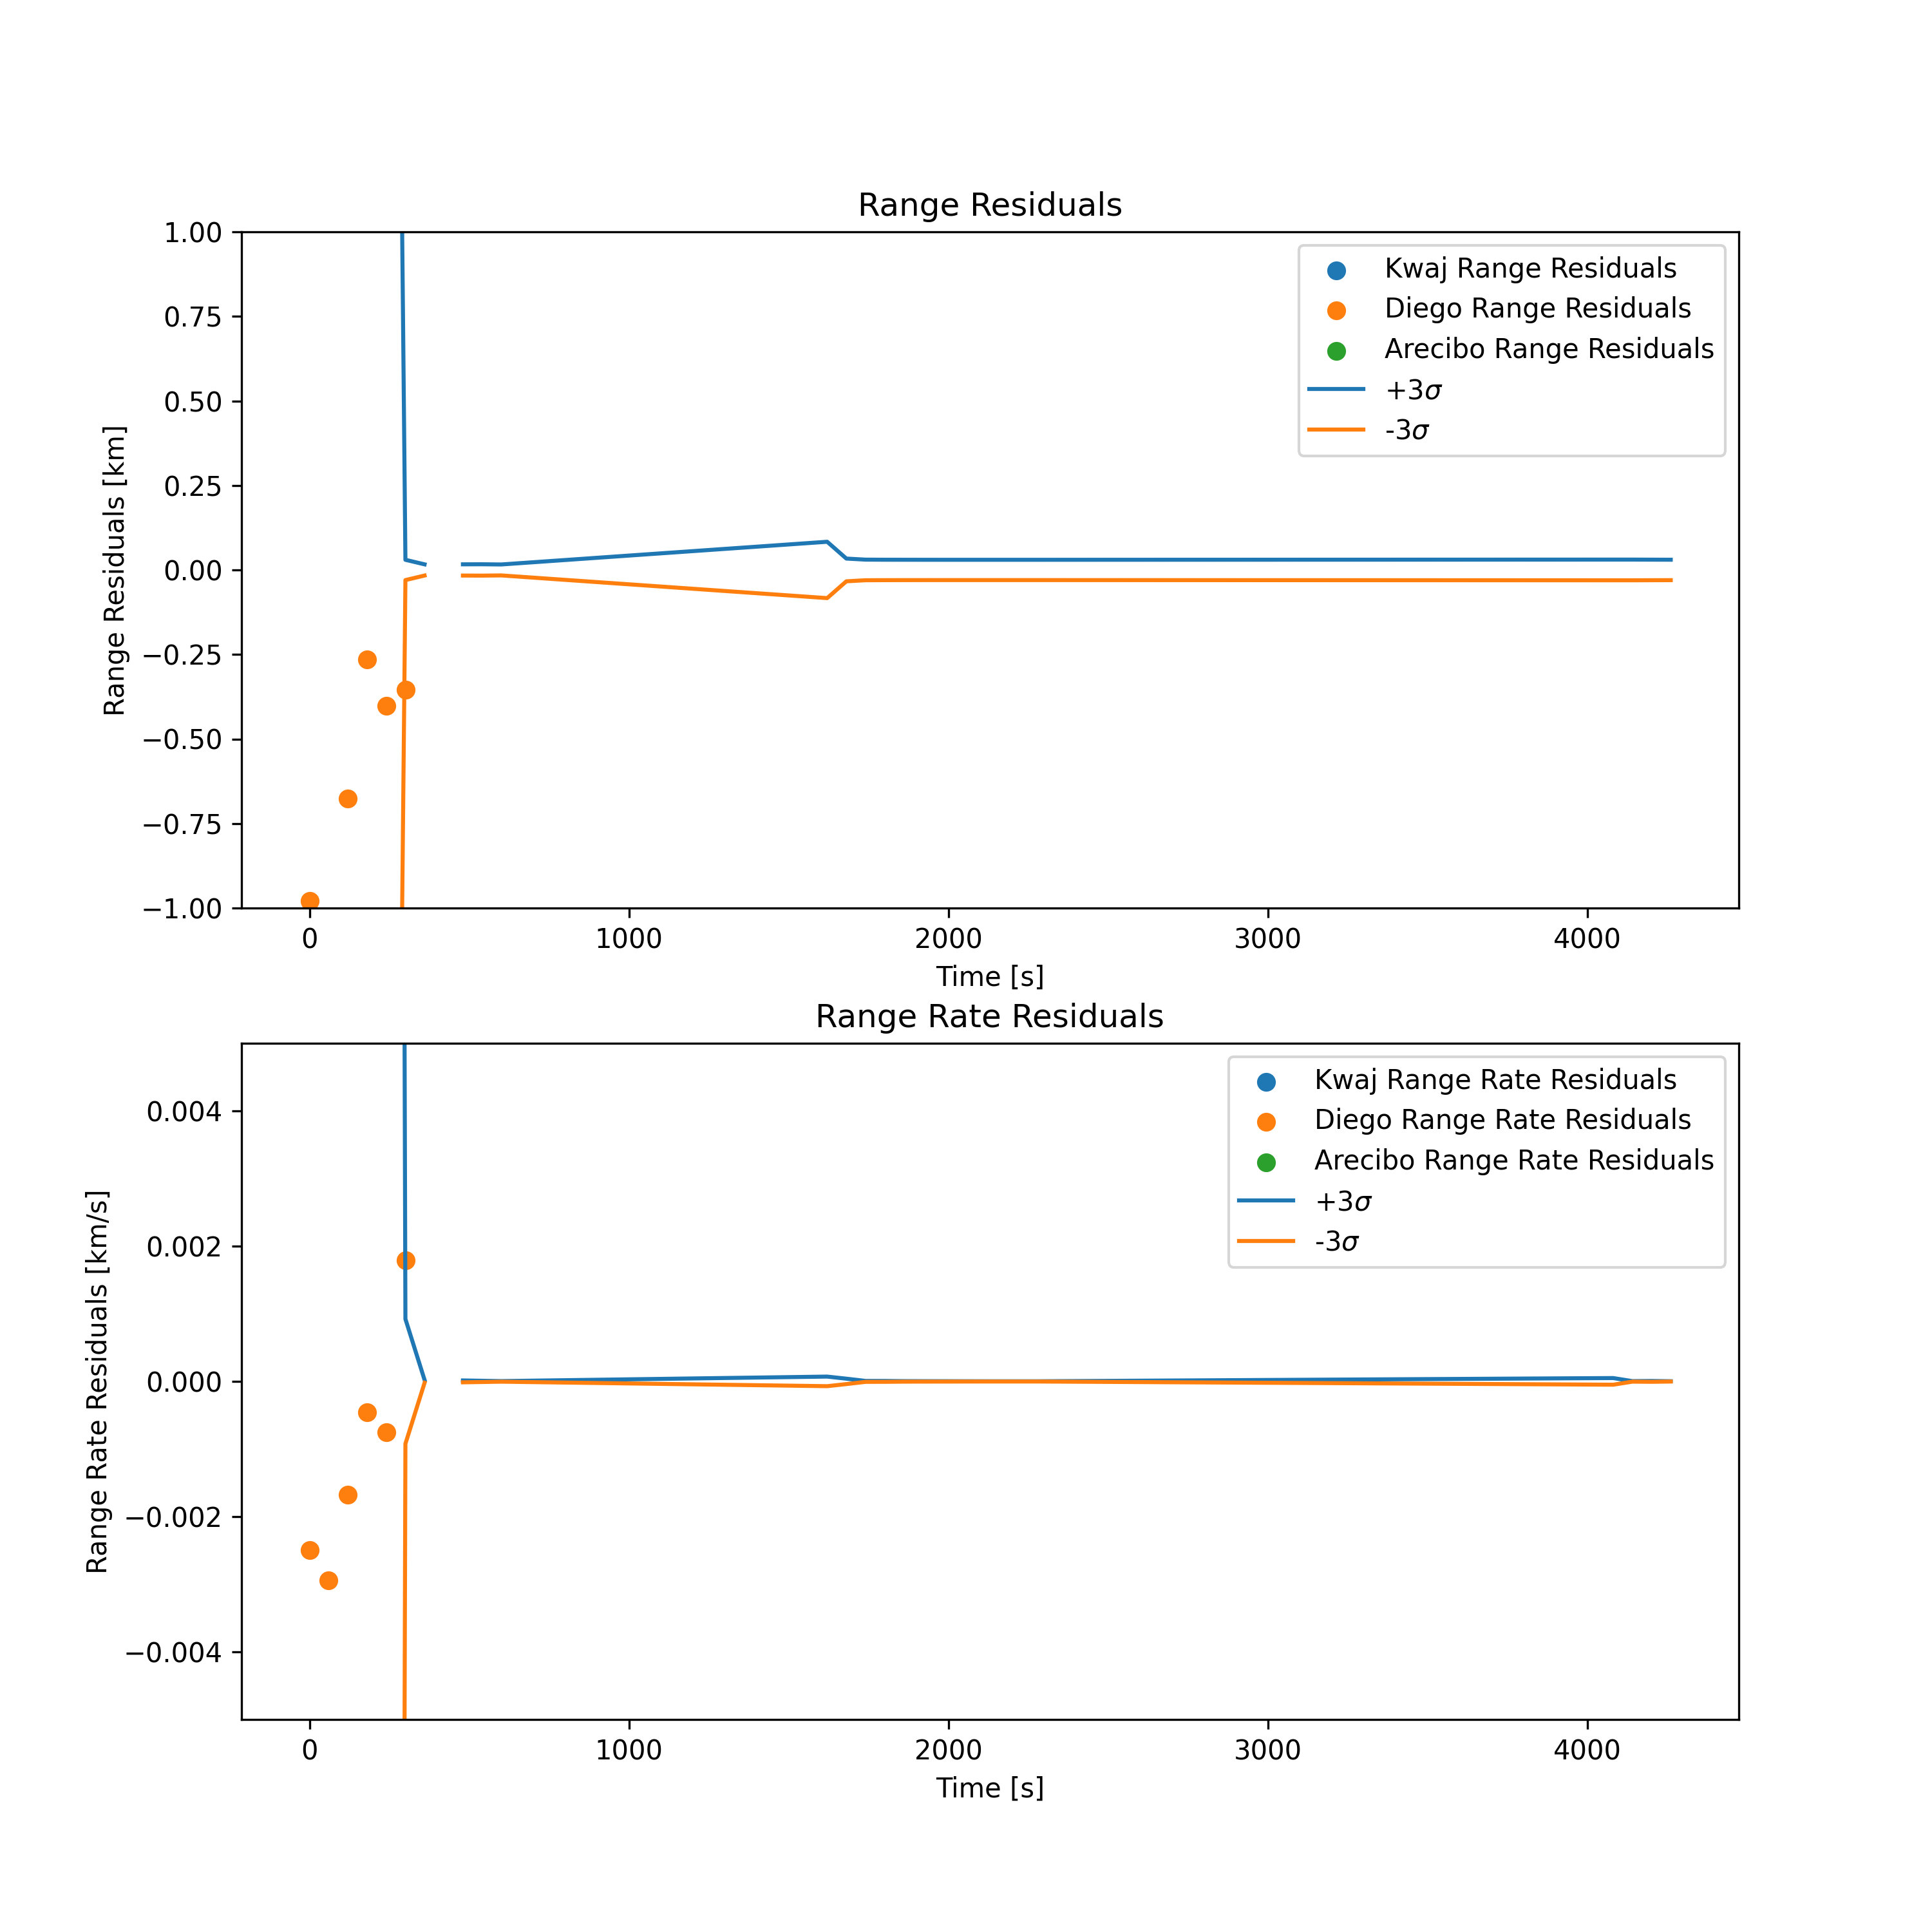 Range Residuals
1.00
0.75
0.50
0.25
0.00
−0.25
−0.50
−0.75
−1.00
Range Residuals [km]
Kwaj Range Residuals
Diego Range Residuals
Arecibo Range Residuals
+3σ
-3σ
0 1000 2000 3000 4000
Time [s]
Range Rate Residuals
0.004
0.002
0.000
−0.002
−0.004
Range Rate Residuals [km/s]
Kwaj Range Rate Residuals
Diego Range Rate Residuals
Arecibo Range Rate Residuals
+3σ
-3σ
0 1000 2000 3000 4000
Time [s]